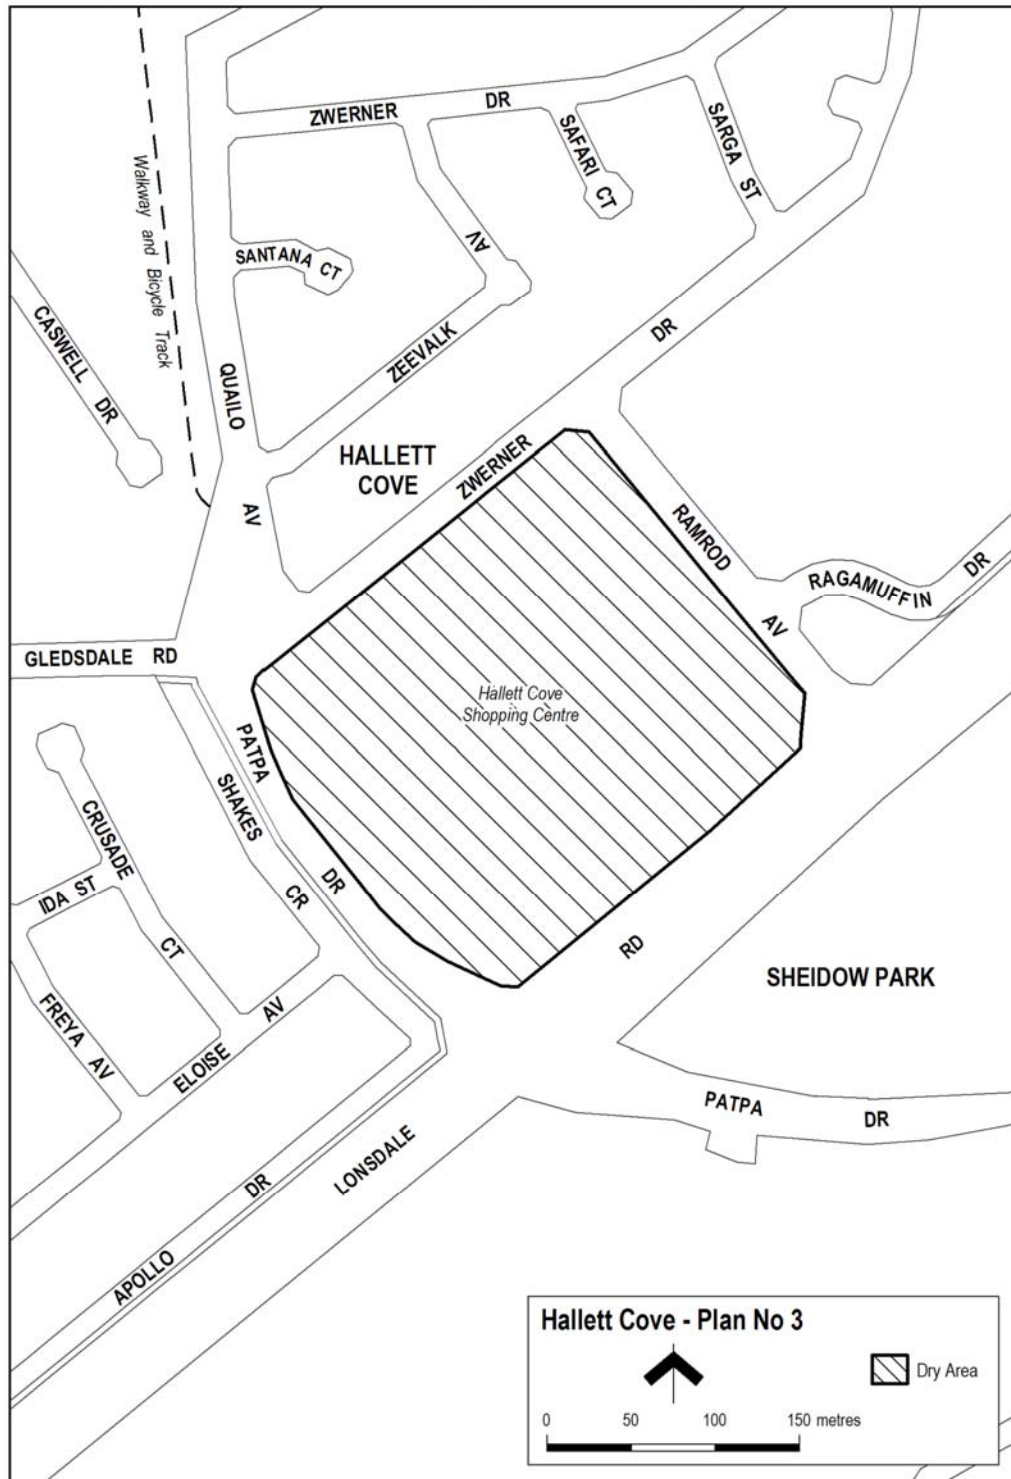 ZWERNER DR
SAFARI CT
SARGA ST
Walkway and Bicycle Track
SANTANA CT
AV
ZEEVALK
DR
CASWELL DR
QUAILO
AV
HALLETT
COVE
ZWERNER
RAMROD
AV
RAGAMUFFIN
DR
GLEDSDALE RD
Hallett Cove
Shopping Centre
PATPA
DR
SHAKES
CR
CRUSADE
CT
IDA ST
FREYA AV
ELOISE
AV
RD
SHEIDOW PARK
PATPA
DR
LONSDALE
APOLLO
DR
Hallett Cove - Plan No 3
Dry Area
0 50 100 150 metres